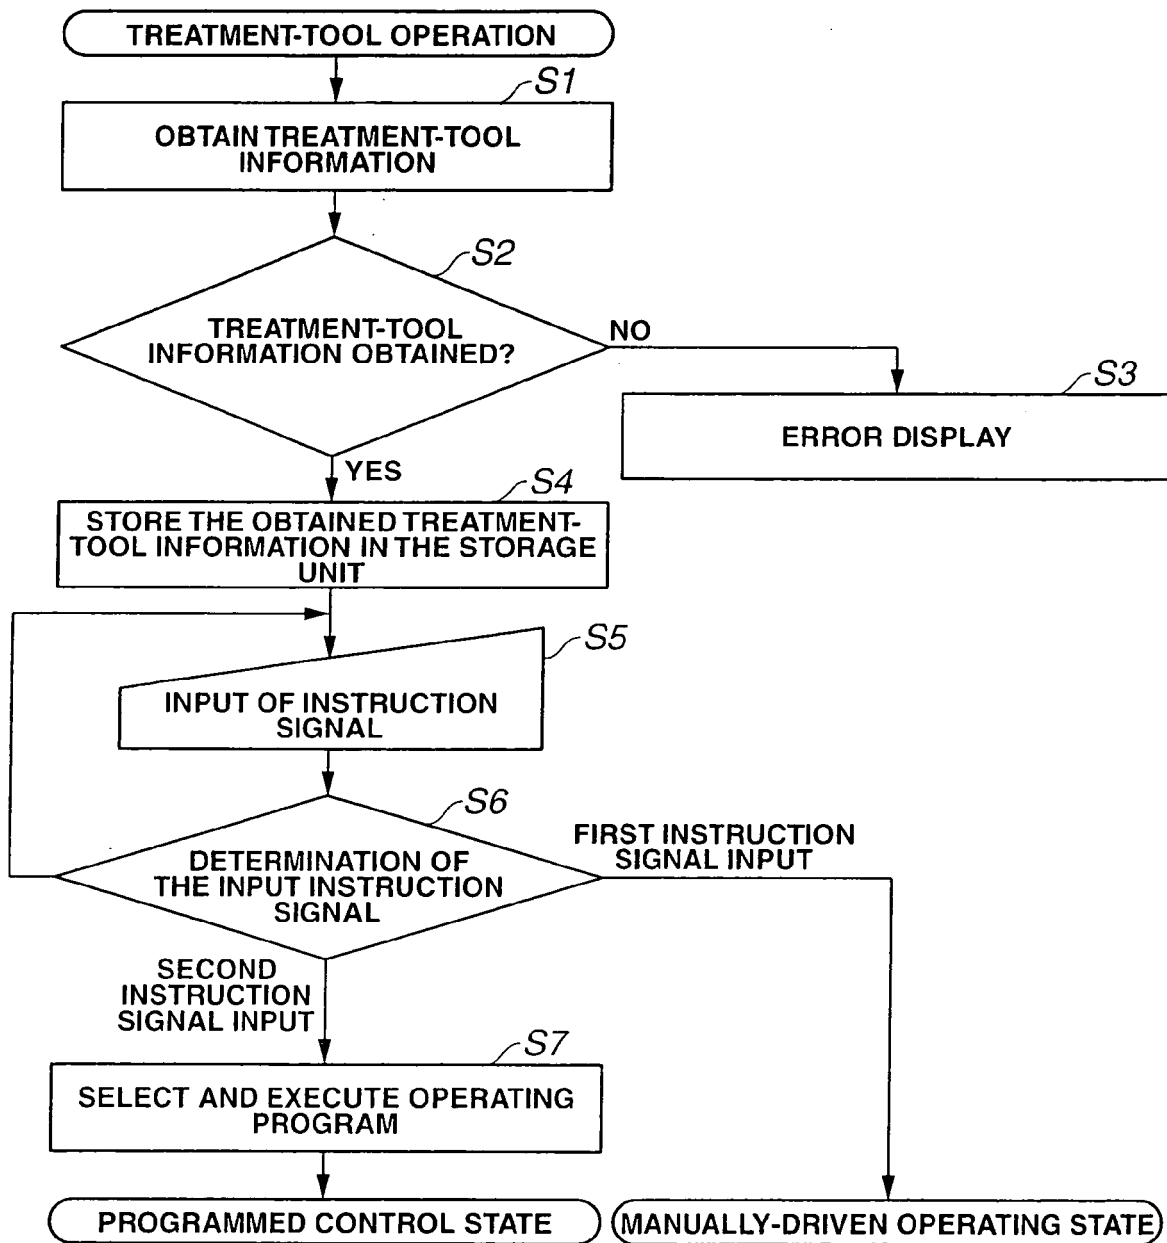 TREATMENT-TOOL OPERATION
S1
OBTAIN TREATMENT-TOOL
INFORMATION
S2
TREATMENT-TOOL
INFORMATION OBTAINED?
NO
S3
ERROR DISPLAY
YES
S4
STORE THE OBTAINED TREATMENT-
TOOL INFORMATION IN THE STORAGE
UNIT
S5
INPUT OF INSTRUCTION
SIGNAL
S6
DETERMINATION OF
THE INPUT INSTRUCTION
SIGNAL
FIRST INSTRUCTION
SIGNAL INPUT
SECOND
INSTRUCTION
SIGNAL INPUT
S7
SELECT AND EXECUTE OPERATING
PROGRAM
PROGRAMMED CONTROL STATE
MANUALLY-DRIVEN OPERATING STATE